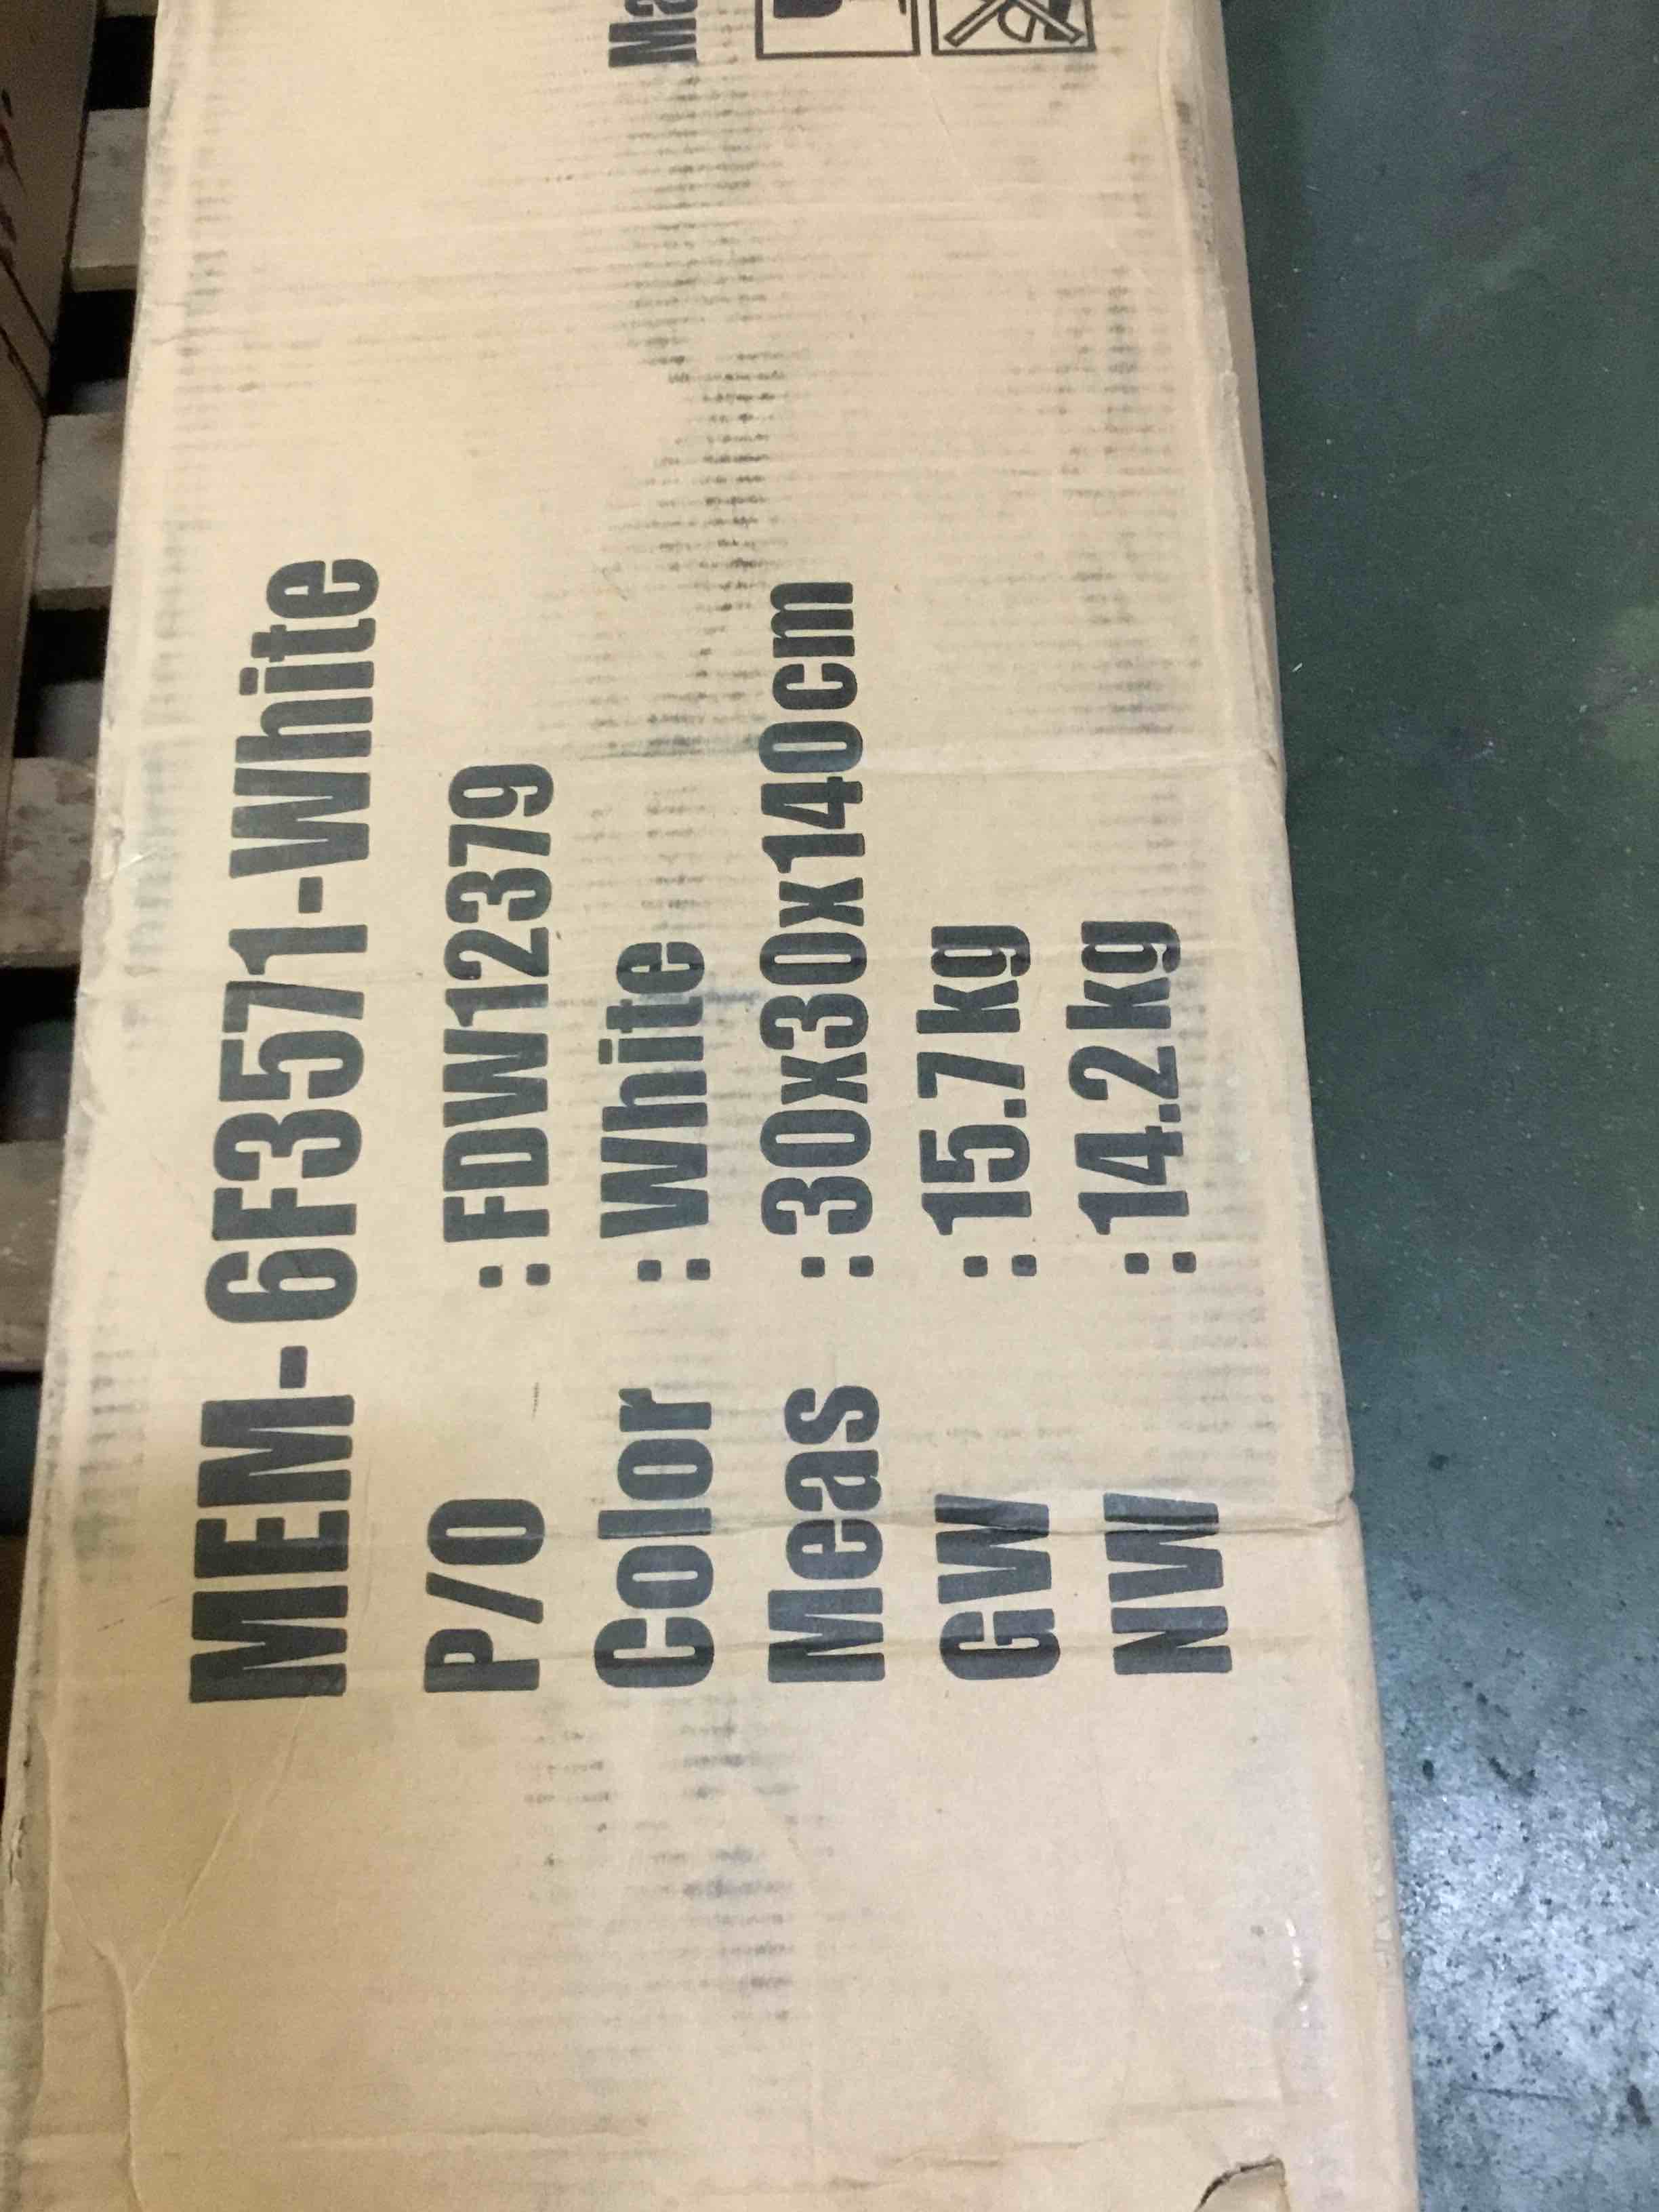 MEM-6F3571-White
P/O : FDW12379
Color : White
Meas : 30x30x140cm
GW : 15.7kg
NW : 14.2kg